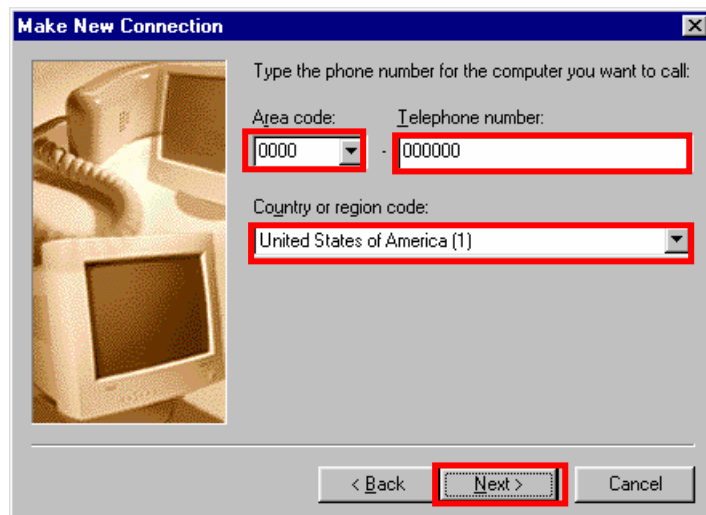 Make New Connection
Type the phone number for the computer you want to call:
Area code: Telephone number:
0000 - 000000
Country or region code:
United States of America (1)
< Back Next > Cancel